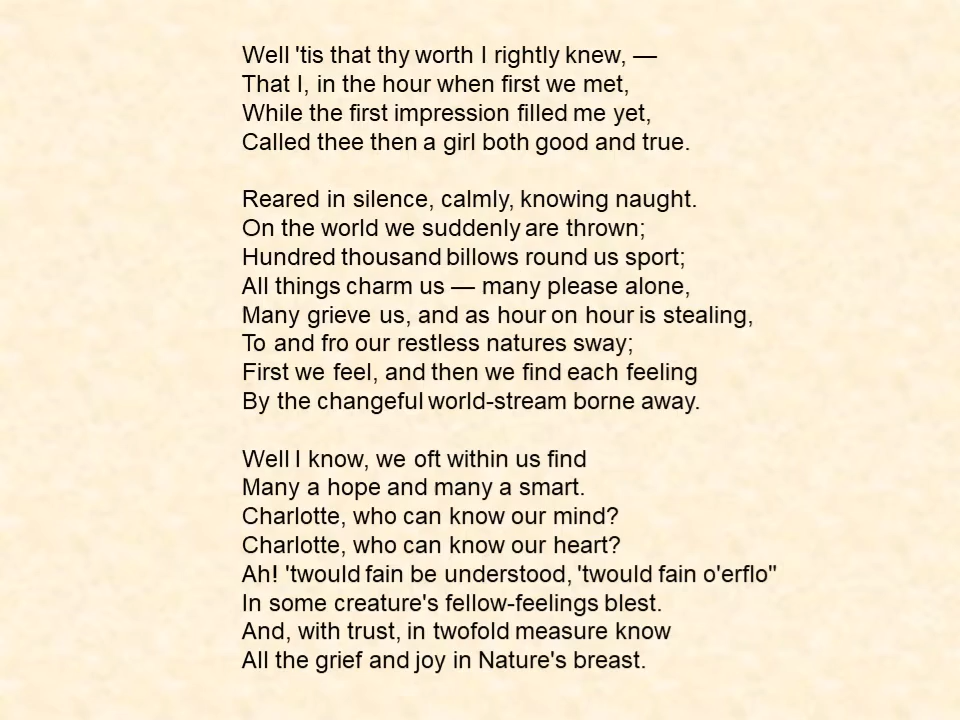 Well 'tis that thy worth I rightly knew, —
That I, in the hour when first we met,
While the first impression filled me yet,
Called thee then a girl both good and true.

Reared in silence, calmly, knowing naught.
On the world we suddenly are thrown;
Hundred thousand billows round us sport;
All things charm us — many please alone,
Many grieve us, and as hour on hour is stealing,
To and fro our restless natures sway;
First we feel, and then we find each feeling
By the changeful world-stream borne away.

Well I know, we oft within us find
Many a hope and many a smart.
Charlotte, who can know our mind?
Charlotte, who can know our heart?
Ah! 'twould fain be understood, 'twould fain o'erflo"
In some creature's fellow-feelings blest.
And, with trust, in twofold measure know
All the grief and joy in Nature's breast.